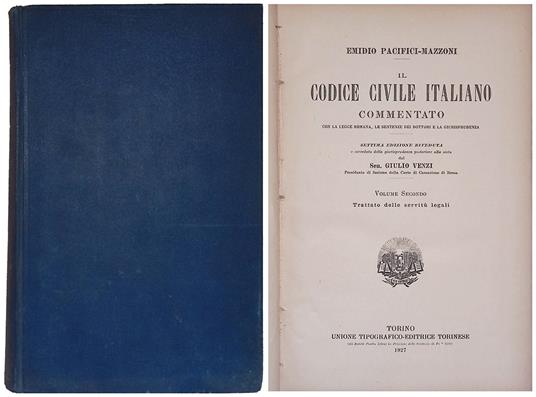 EMIDIO PACIFICI-MAZZONI
IL
CODICE CIVILE ITALIANO
COMMENTATO
CON LA LEGGE ROMANA, LE SENTENZE DEI DOTTORI E LA GIURISPRUDENZA
SETTIMA EDIZIONE RIVEDUTA
e corredata della giurisprudenza posteriore alla sesta
dal
Sen. GIULIO VENZI
Presidente di Sezione della Corte di Cassazione di Roma
VOLUME SECONDO
Trattato delle servitù legali
TORINO
UNIONE TIPOGRAFICO-EDITRICE TORINESE
1927